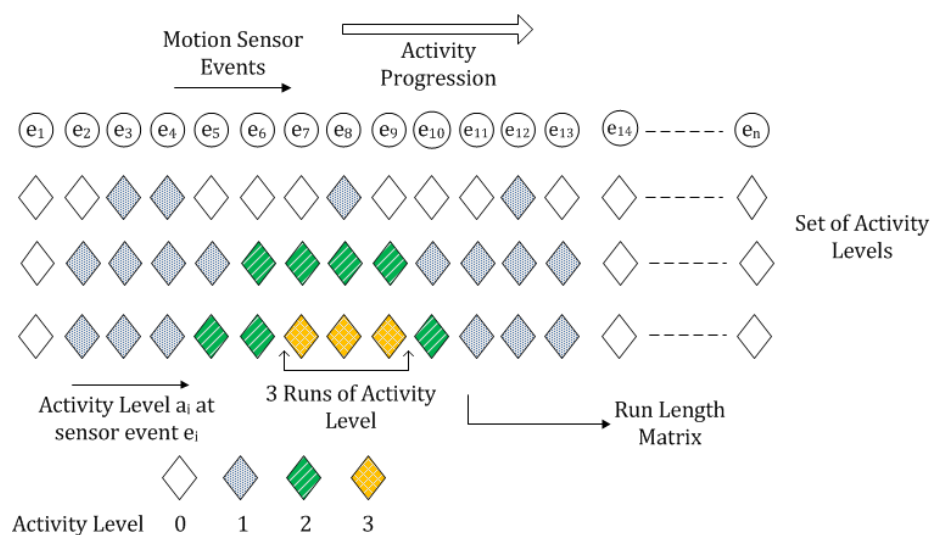 Motion Sensor
Events
Activity
Progression
e₁ e₂ e₃ e₄ e₅ e₆ e₇ e₈ e₉ e₁₀ e₁₁ e₁₂ e₁₃ e₁₄ eₙ
Set of Activity
Levels
Activity Level aᵢ at
sensor event eᵢ
3 Runs of Activity
Level
Run Length
Matrix
Activity Level 0 1 2 3